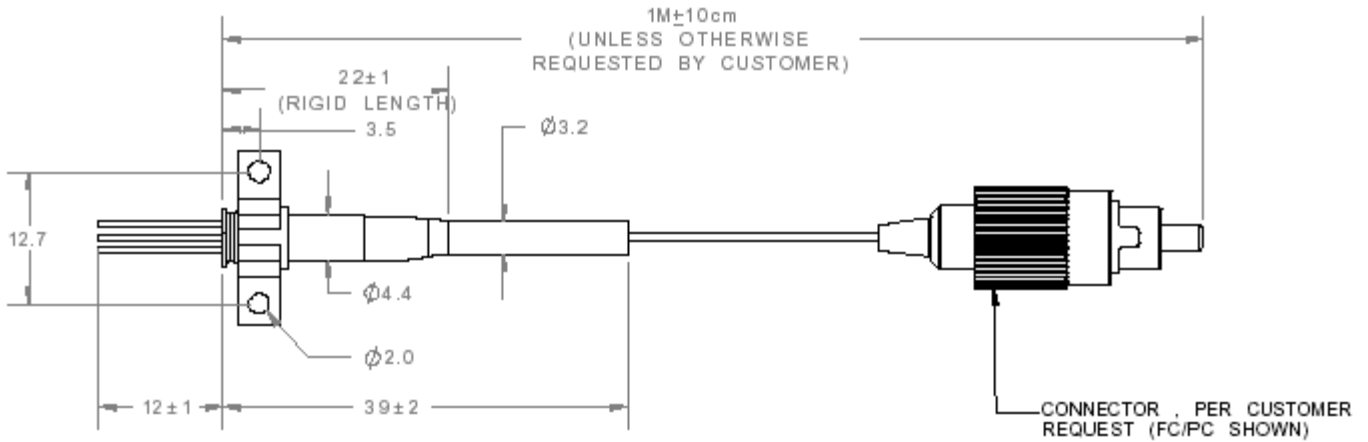 1M±10cm
(UNLESS OTHERWISE
REQUESTED BY CUSTOMER)
22±1
(RIGID LENGTH)
3.5
Ø3.2
12.7
Ø4.4
Ø2.0
12±1
39±2
CONNECTOR , PER CUSTOMER
REQUEST (FC/PC SHOWN)